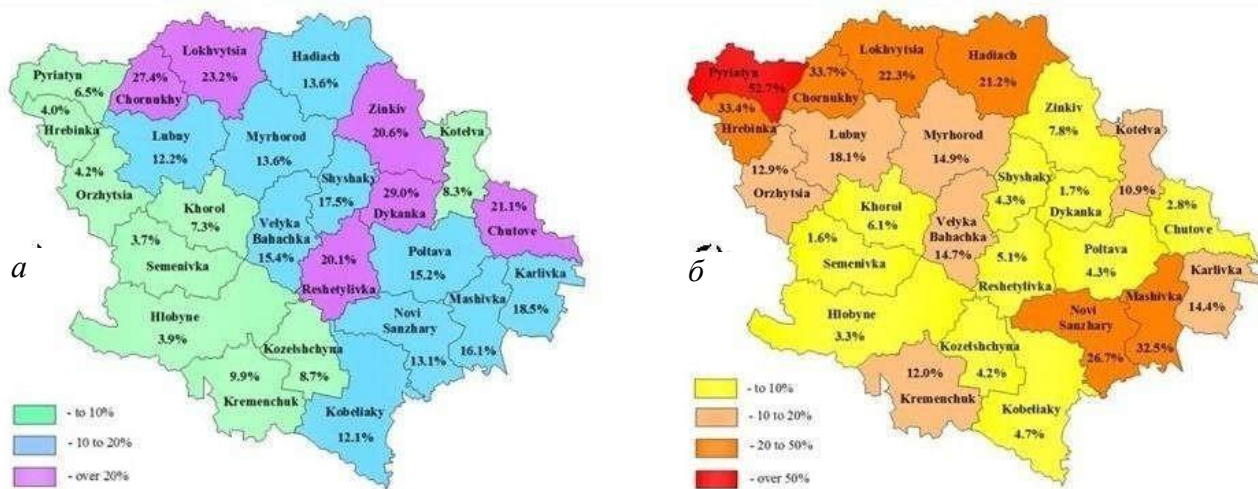 Lokhvytsia
23.2%
Hadiach
13.6%
Pyriatyn
6.5%
27.4%
Chornukhy
4.0%
Hrebinka
Zinkiv
20.6%
Kotelva
8.3%
Lubny
12.2%
Myrhorod
13.6%
4.2%
Orzhytsia
Shyshaky
17.5%
29.0%
Dykanka
21.1%
Chutove
Khorol
7.3%
Velyka
Bahachka
15.4%
3.7%
Semenivka
20.1%
Reshetylivka
Poltava
15.2%
Karlivka
18.5%
Mashivka
16.1%
Hlobyne
3.9%
Novi
Sanzhary
13.1%
Kozelshchyna
8.7%
9.9%
Kremenchuk
Kobeliaky
12.1%
а
- to 10%
- 10 to 20%
- over 20%
Lokhvytsia
22.3%
Hadiach
21.2%
Pyriatyn
52.7%
33.7%
Chornukhy
33.4%
Hrebinka
Zinkiv
7.8%
Kotelva
10.9%
Lubny
18.1%
Myrhorod
14.9%
12.9%
Orzhytsia
Shyshaky
4.3%
1.7%
Dykanka
2.8%
Chutove
Khorol
6.1%
Velyka
Bahachka
14.7%
1.6%
Semenivka
5.1%
Reshetylivka
Poltava
4.3%
Karlivka
14.4%
Mashivka
32.5%
Hlobyne
3.3%
Novi
Sanzhary
26.7%
Kozelshchyna
4.2%
12.0%
Kremenchuk
Kobeliaky
4.7%
б
- to 10%
- 10 to 20%
- 20 to 50%
- over 50%